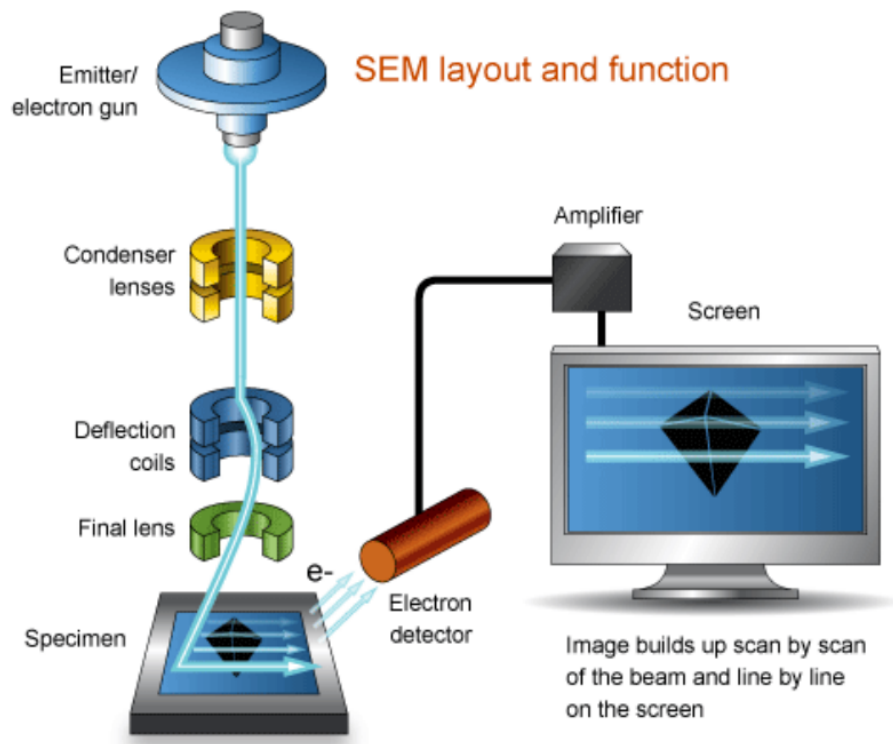 SEM layout and function
Emitter/
electron gun
Condenser
lenses
Amplifier
Screen
Deflection
coils
Final lens
e-
Electron
detector
Specimen
Image builds up scan by scan
of the beam and line by line
on the screen